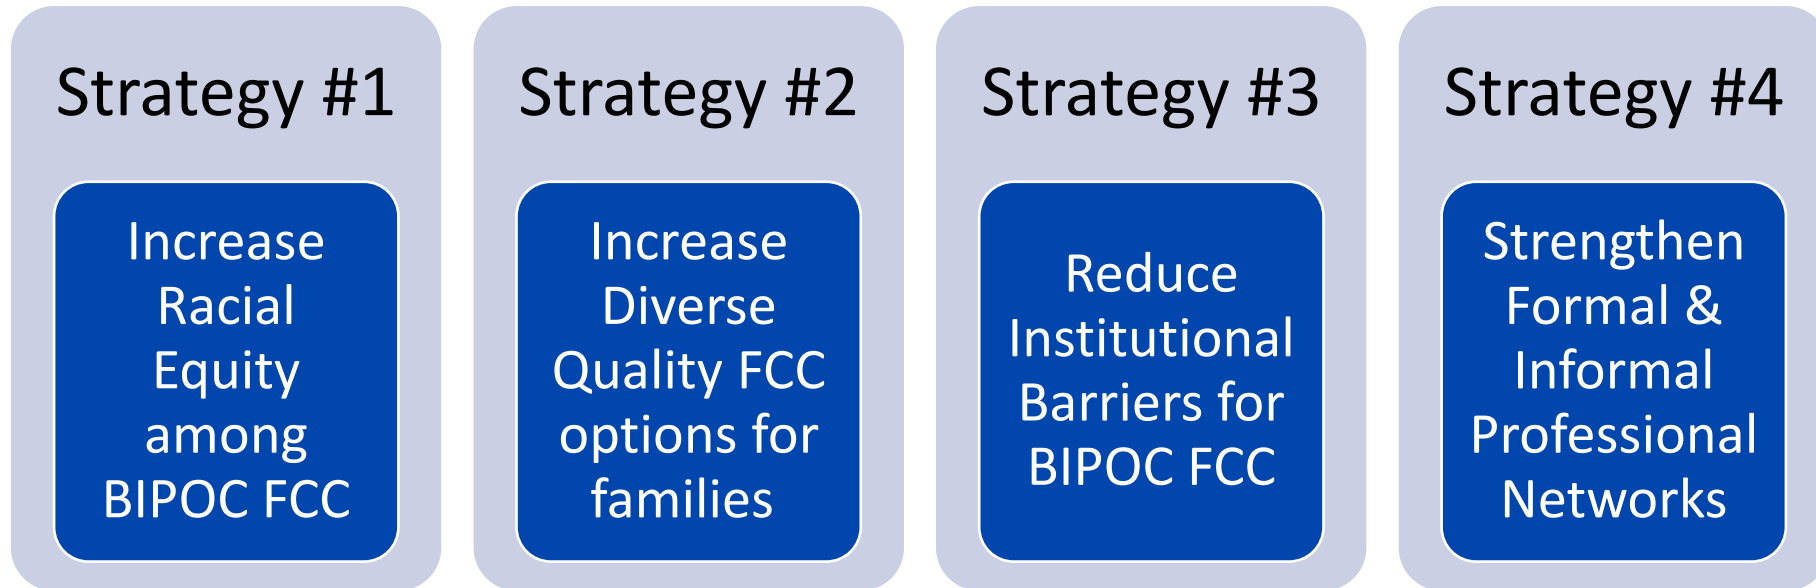 Strategy #1
Increase
Racial
Equity
among
BIPOC FCC
Strategy #2
Increase
Diverse
Quality FCC
options for
families
Strategy #3
Reduce
Institutional
Barriers for
BIPOC FCC
Strategy #4
Strengthen
Formal &
Informal
Professional
Networks